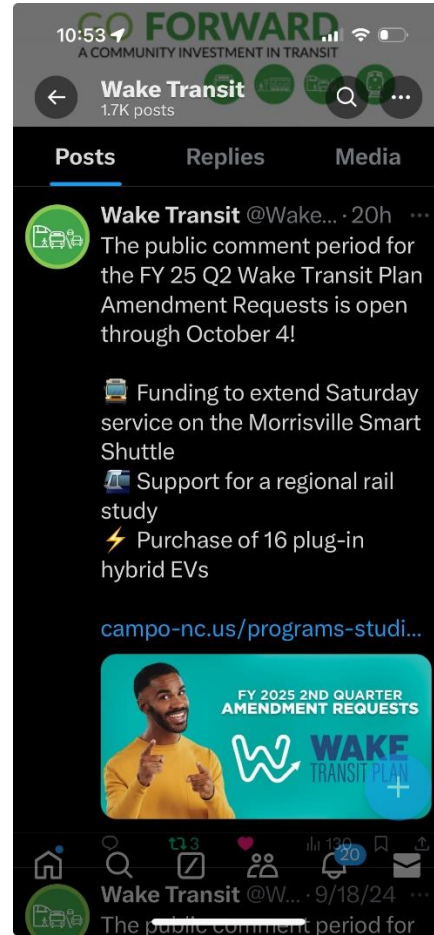 GO FORWARD
10:53
A COMMUNITY INVESTMENT IN TRANSIT
Wake Transit
1.7K posts
Posts Replies Media
Wake Transit @Wake... · 20h ...
The public comment period for
the FY 25 Q2 Wake Transit Plan
Amendment Requests is open
through October 4!
Funding to extend Saturday
service on the Morrisville Smart
Shuttle
Support for a regional rail
study
Purchase of 16 plug-in
hybrid EVs
campo-nc.us/programs-studi...
FY 2025 2ND QUARTER
AMENDMENT REQUESTS
WAKE
TRANSIT PLAN
3 130
20
Wake Transit @W... · 9/18/24 ...
The public comment period for